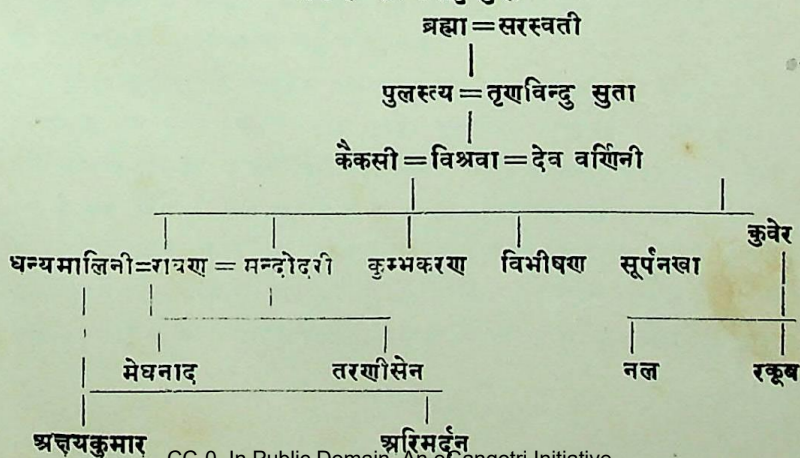 ब्रह्मा = सरस्वती
पुलस्त्य = तृणविन्दु सुता
कैकसी = विश्रवा = देव वर्णिनी
कुवेर
धन्यमालिनी = रावण = मन्दोदरी कुम्भकरण विभीषण सूर्पनखा
मेघनाद तरणीसेन नल रकूब
अक्षयकुमार अरिमर्दन
CC-0. In Public Domain. An eGangotri Initiative